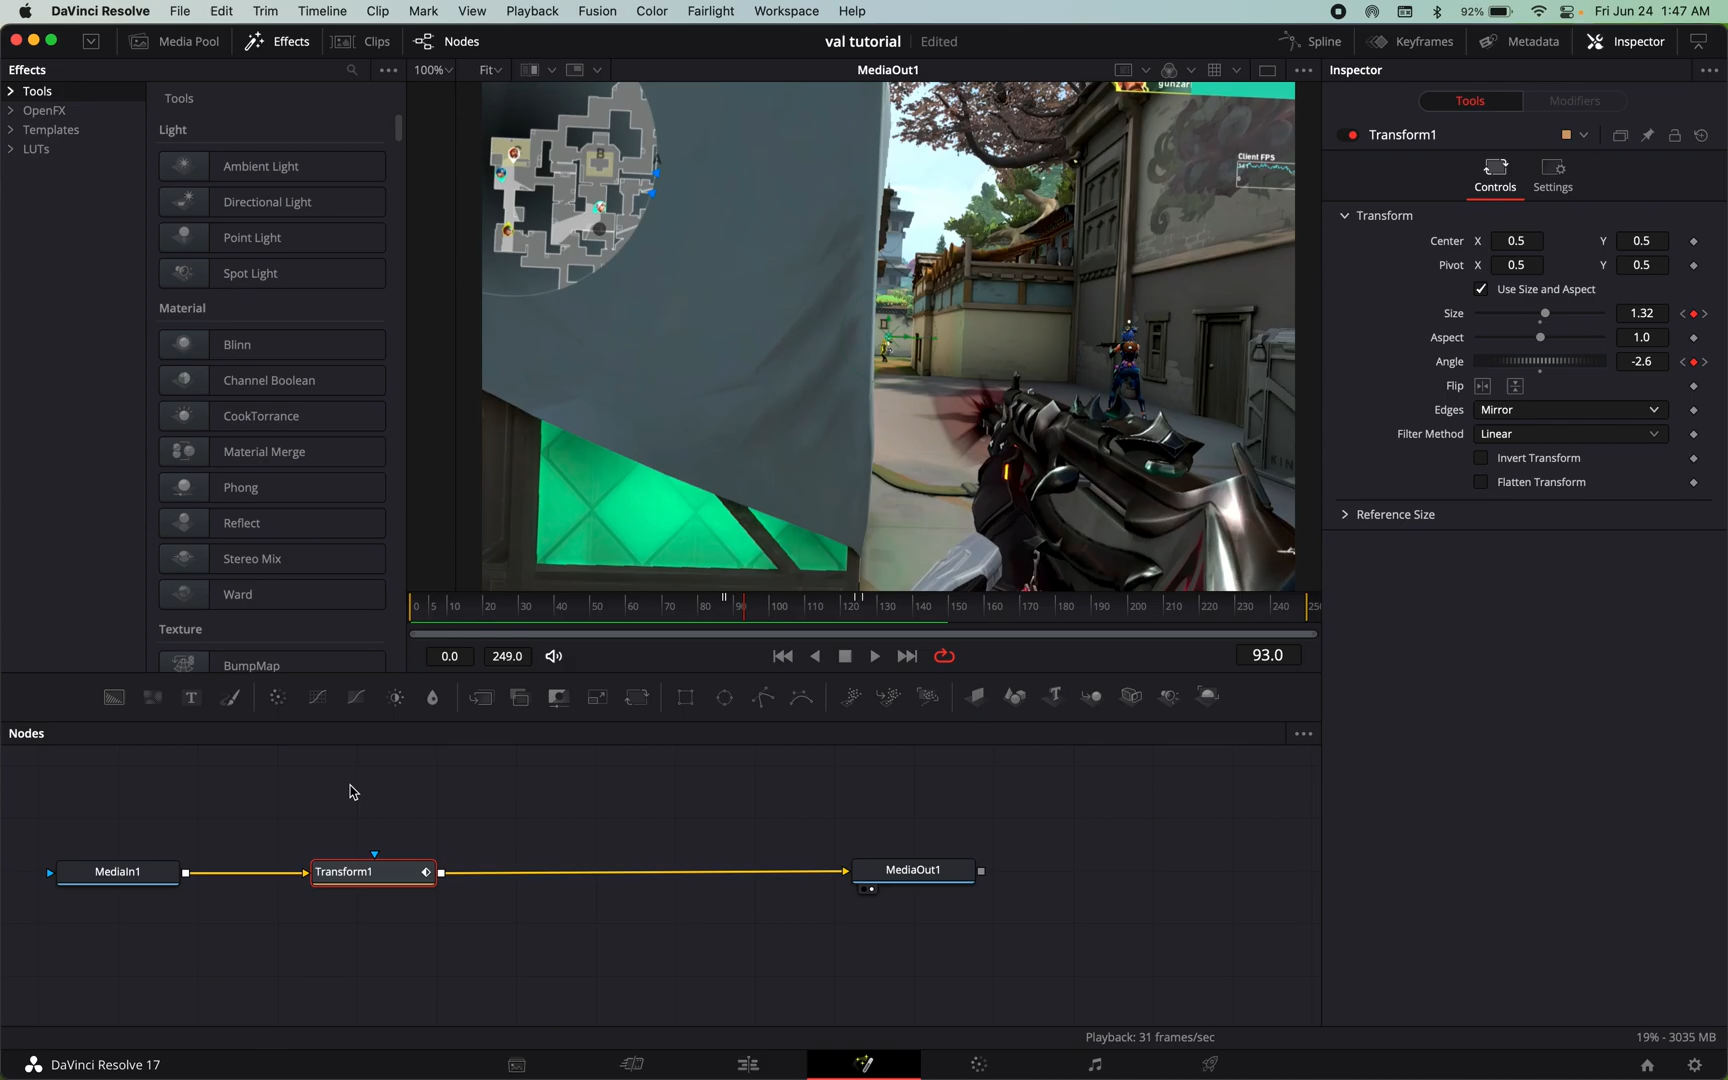 DaVinci Resolve File Edit Trim Timeline Clip Mark View Playback Fusion Color Fairlight Workspace Help 92% Fri Jun 24 1:47 AM
Media Pool Effects Clips Nodes val tutorial Edited Spline Keyframes Metadata Inspector
Effects 100% Fit MediaOut1 Inspector
Tools
OpenFX
Templates
LUTs
Tools
Light
Ambient Light
Directional Light
Point Light
Spot Light
Material
Blinn
Channel Boolean
CookTorrance
Material Merge
Phong
Reflect
Stereo Mix
Ward
Texture
BumpMap
gunzar
B
A
Client FPS
KIN
0 5 10 20 30 40 50 60 70 80 90 100 110 120 130 140 150 160 170 180 190 200 210 220 230 240
0.0 249.0 93.0
Tools Modifiers
Transform1
Controls Settings
Transform
Center X 0.5 Y 0.5
Pivot X 0.5 Y 0.5
Use Size and Aspect
Size 1.32
Aspect 1.0
Angle -2.6
Flip
Edges Mirror
Filter Method Linear
Invert Transform
Flatten Transform
Reference Size
Nodes
MediaIn1 Transform1 MediaOut1
Playback: 31 frames/sec 19% - 3035 MB
DaVinci Resolve 17